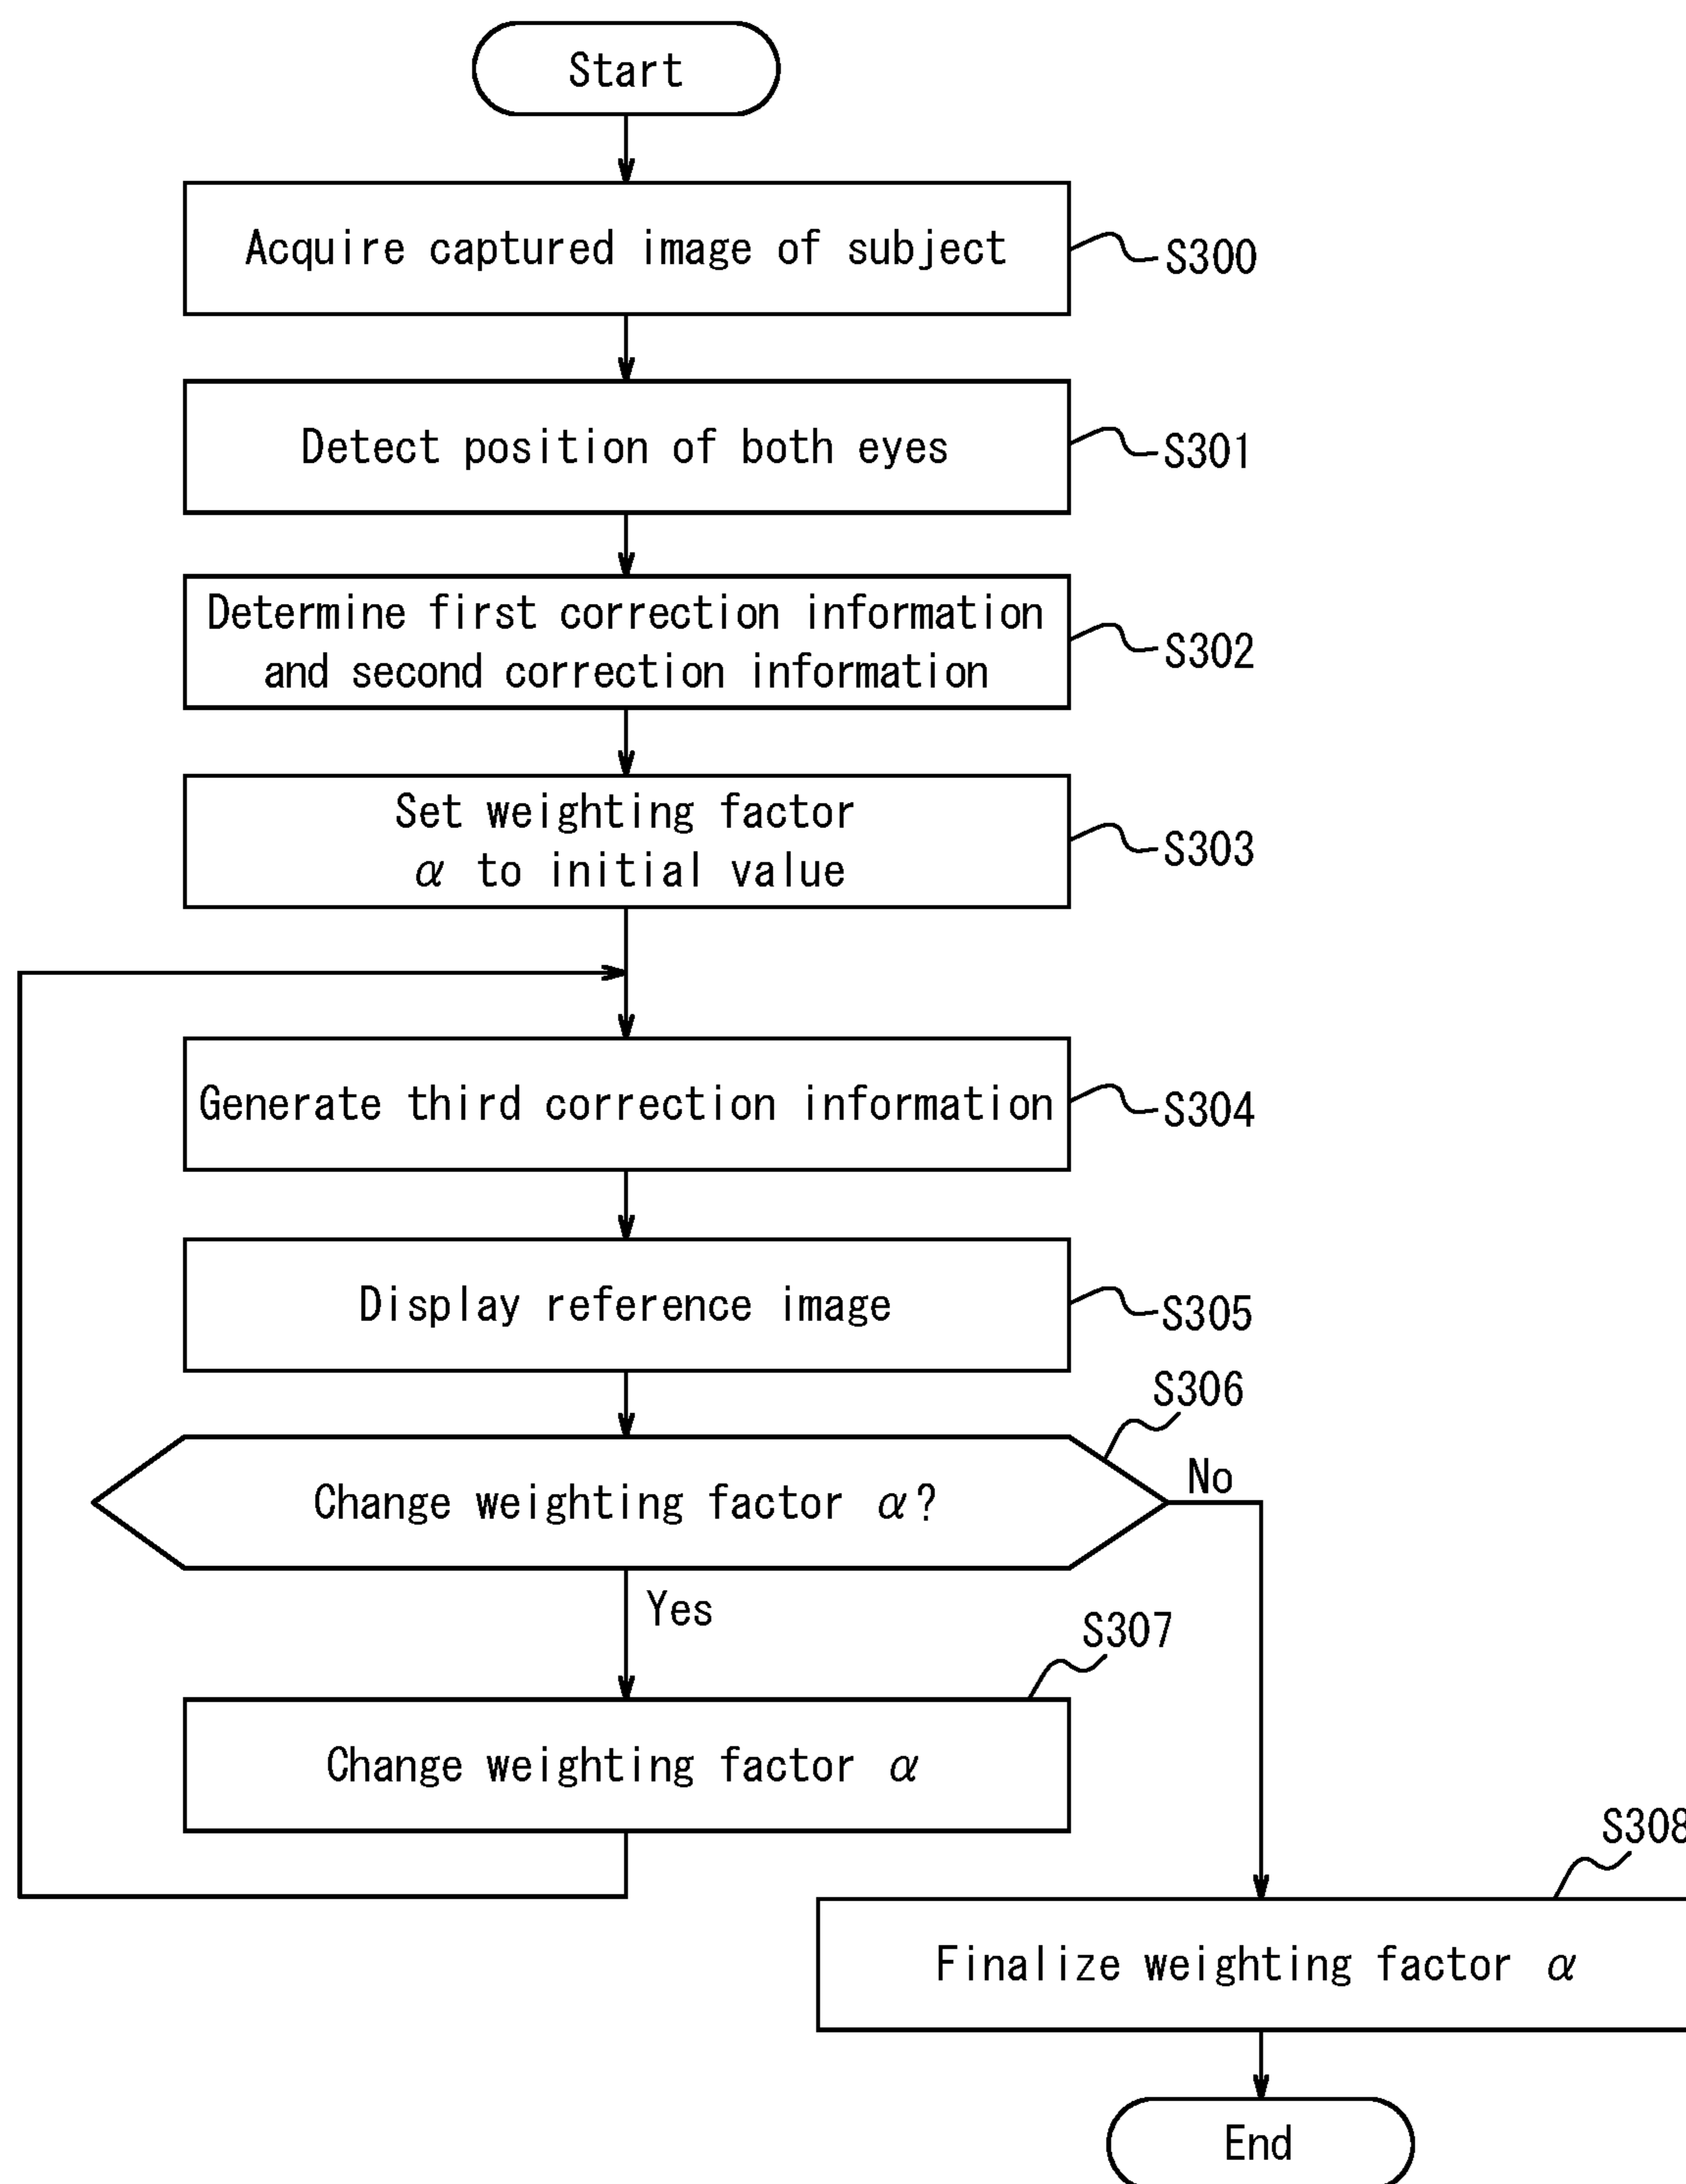 Start
Acquire captured image of subject
S300
Detect position of both eyes
S301
Determine first correction information
and second correction information
S302
Set weighting factor
α to initial value
S303
Generate third correction information
S304
Display reference image
S305
S306
Change weighting factor α?
No
Yes
S307
Change weighting factor α
S308
Finalize weighting factor α
End